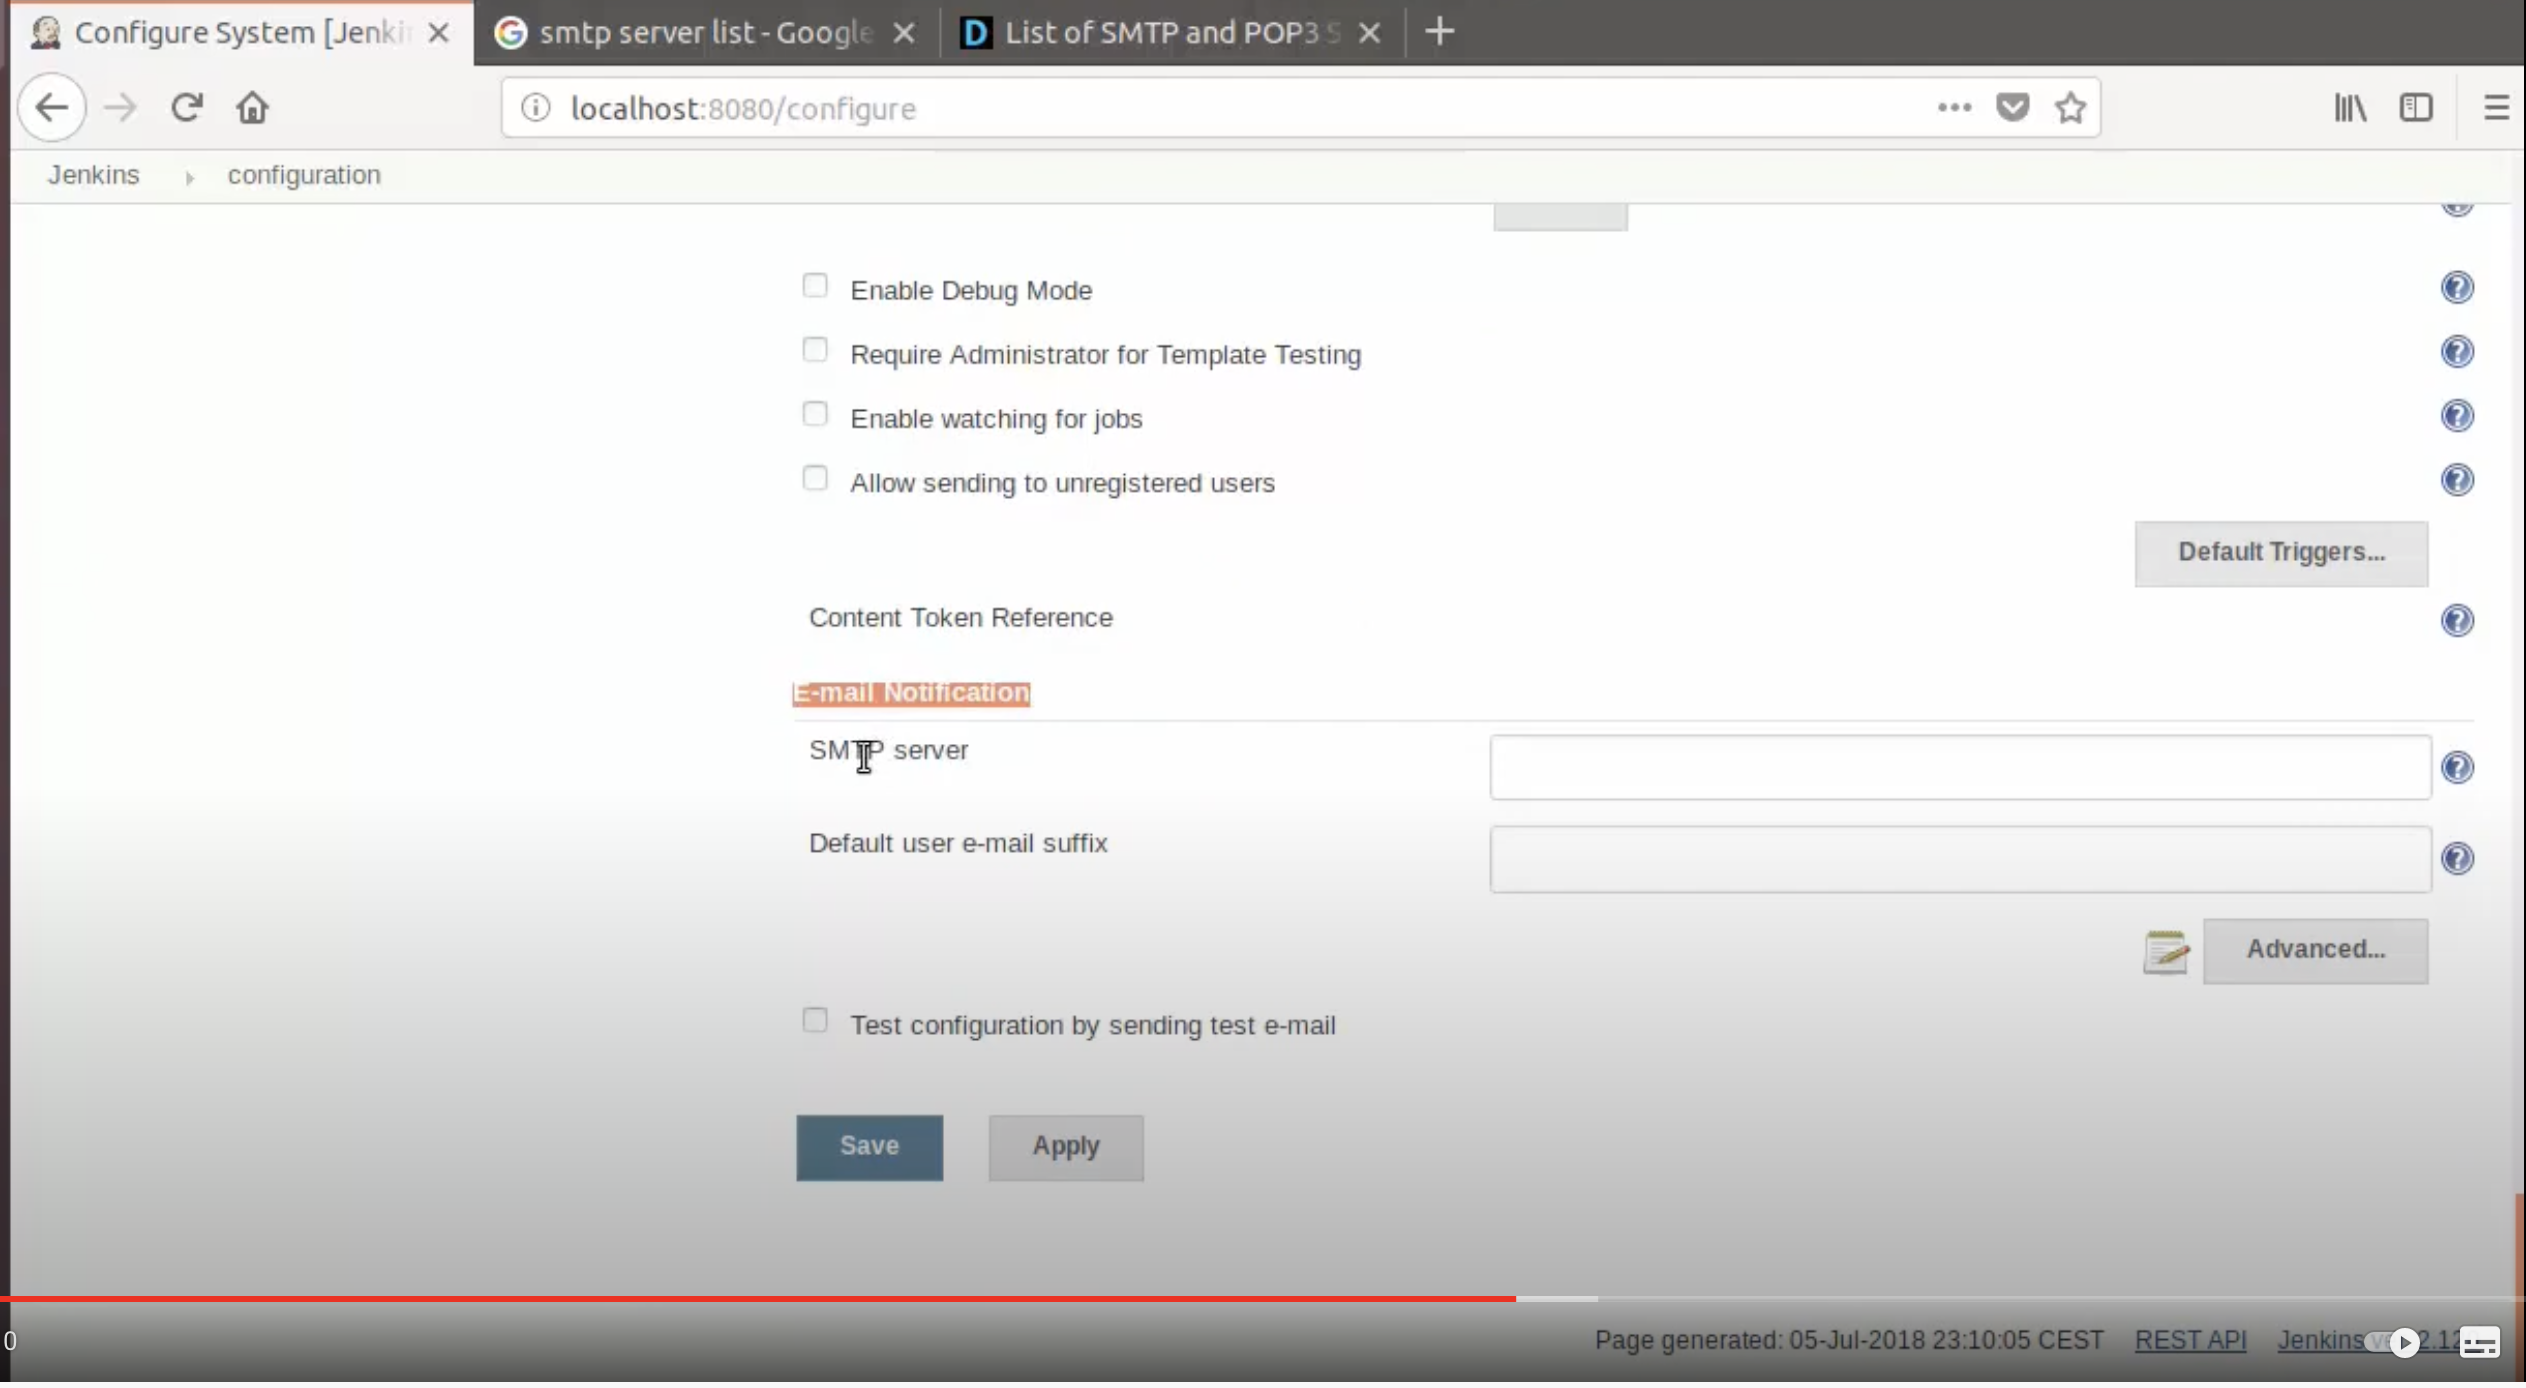 Configure System [Jenki
smtp server list - Google
D List of SMTP and POP3 S
localhost:8080/configure
Jenkins configuration
Enable Debug Mode
Require Administrator for Template Testing
Enable watching for jobs
Allow sending to unregistered users
Default Triggers...
Content Token Reference
E-mail Notification
SMTP server
Default user e-mail suffix
Advanced...
Test configuration by sending test e-mail
Save Apply
0
Page generated: 05-Jul-2018 23:10:05 CEST REST API Jenkins